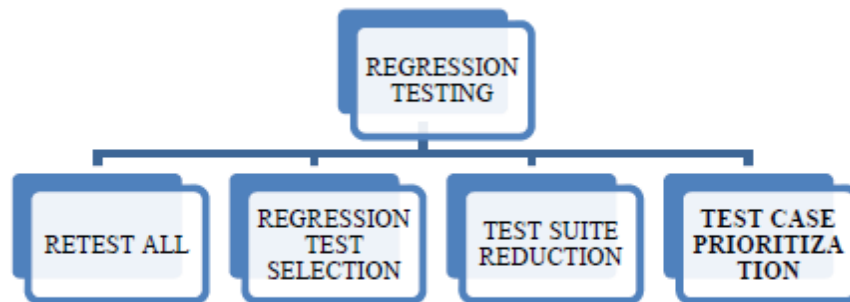 REGRESSION
TESTING
RETEST ALL
REGRESSION
TEST
SELECTION
TEST SUITE
REDUCTION
TEST CASE
PRIORITIZA
TION